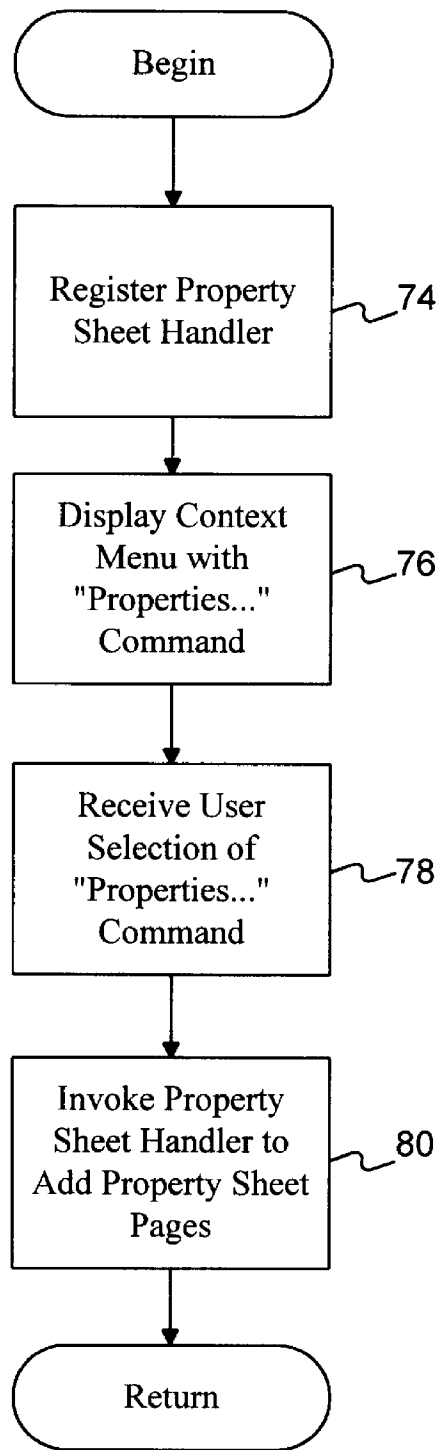 Begin
Register Property
Sheet Handler
74
Display Context
Menu with
"Properties..."
Command
76
Receive User
Selection of
"Properties..."
Command
78
Invoke Property
Sheet Handler to
Add Property Sheet
Pages
80
Return